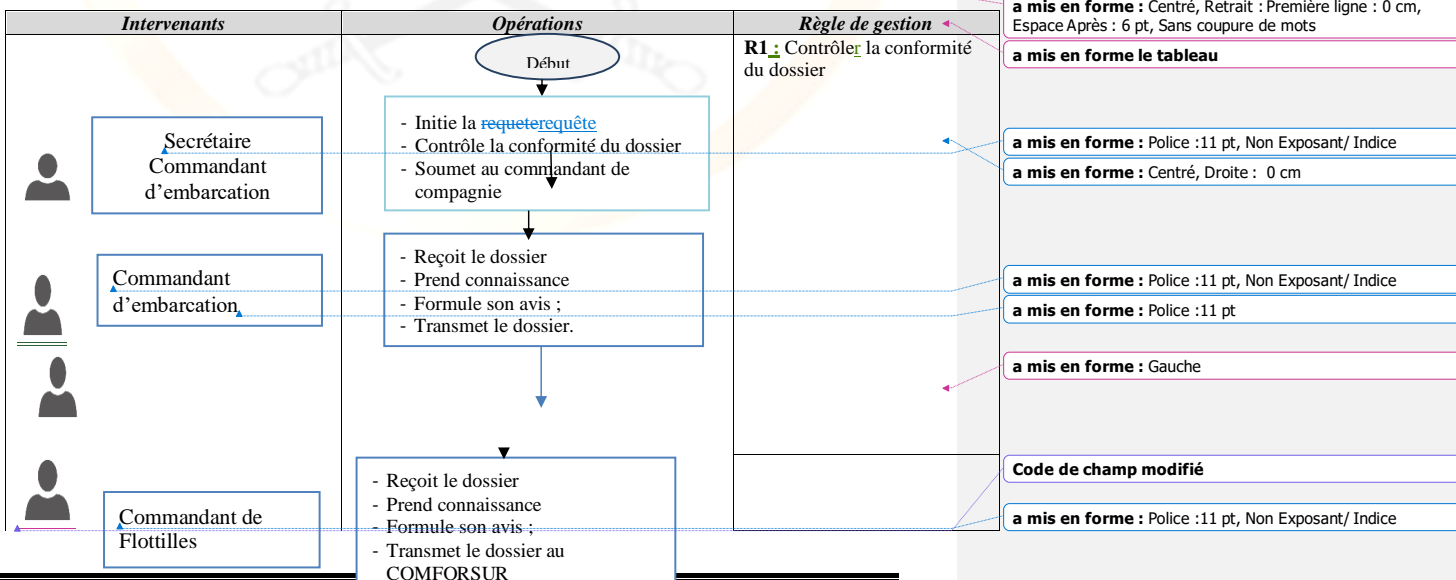 a mis en forme : Centré, Retrait : Première ligne : 0 cm,
Espace Après : 6 pt, Sans coupure de mots
Intervenants
Opérations
Règle de gestion
a mis en forme le tableau
Début
R1 : Contrôler la conformité
du dossier
Secrétaire
Commandant
d’embarcation
- Initie la requeterequête
- Contrôle la conformité du dossier
- Soumet au commandant de
compagnie
a mis en forme : Police :11 pt, Non Exposant/ Indice
a mis en forme : Centré, Droite : 0 cm
Commandant
d’embarcation
- Reçoit le dossier
- Prend connaissance
- Formule son avis ;
- Transmet le dossier.
a mis en forme : Police :11 pt, Non Exposant/ Indice
a mis en forme : Police :11 pt
a mis en forme : Gauche
Commandant de
Flottilles
- Reçoit le dossier
- Prend connaissance
- Formule son avis ;
- Transmet le dossier au
COMFORSUR
Code de champ modifié
a mis en forme : Police :11 pt, Non Exposant/ Indice